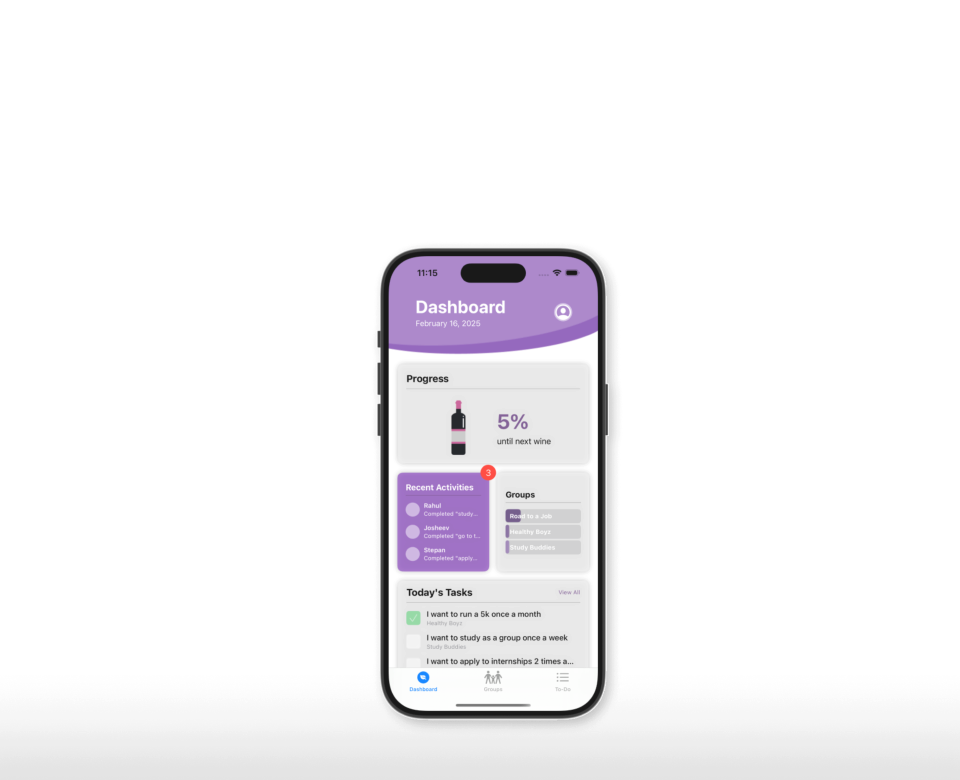 11:15
Dashboard
February 16, 2025
Progress
5%
until next wine
3
Recent Activities
Rahul
Completed "study...
Josheev
Completed "go to t...
Stepan
Completed "apply...
Groups
Road to a Job
Healthy Boyz
Study Buddies
Today's Tasks
View All
I want to run a 5k once a month
Healthy Boyz
I want to study as a group once a week
Study Buddies
I want to apply to internships 2 times a...
Dashboard
Groups
To-Do